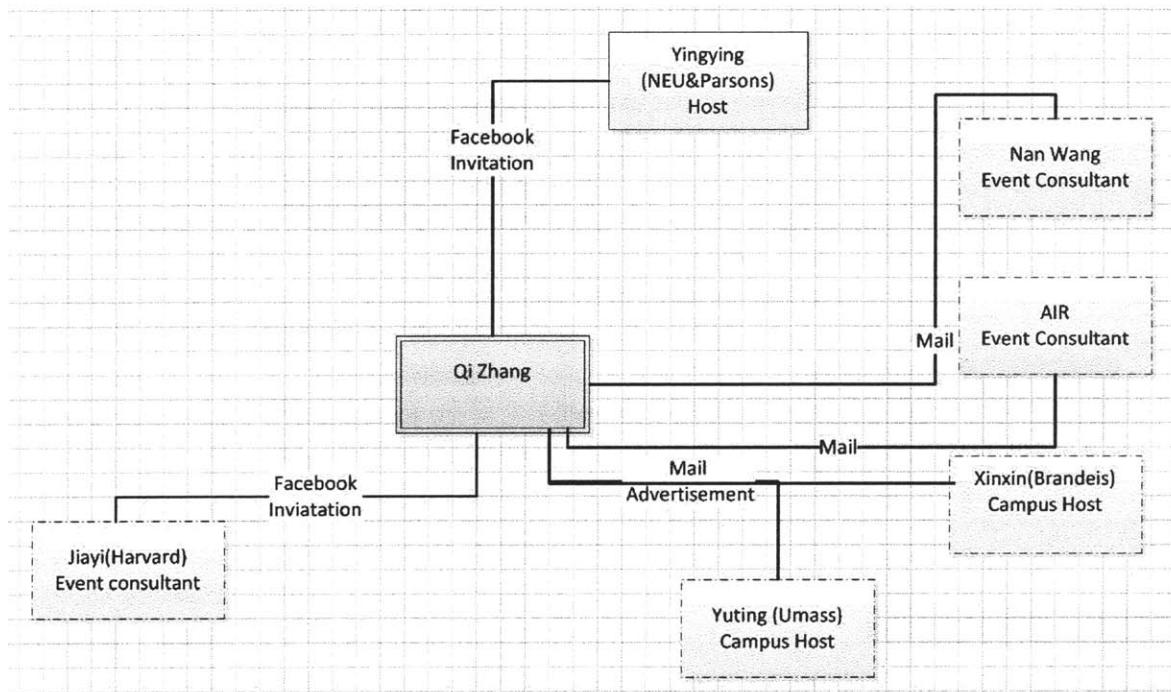 Yingying
(NEU&Parsons)
Host
Facebook
Invitation
Nan Wang
Event Consultant
AIR
Event Consultant
Mail
Qi Zhang
Mail
Mail
Advertisement
Xinxin(Brandeis)
Campus Host
Facebook
Inviatation
Jiayi(Harvard)
Event consultant
Yuting (Umass)
Campus Host